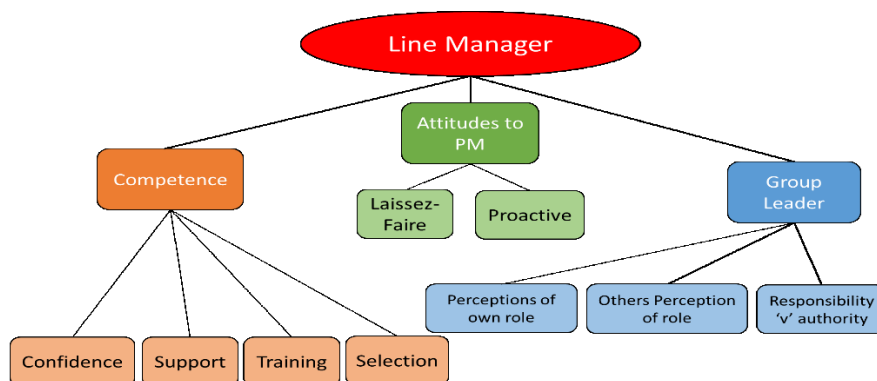 Line Manager
Attitudes to
PM
Competence
Group
Leader
Laissez-
Faire
Proactive
Perceptions of
own role
Others Perception
of role
Responsibility
‘v’ authority
Confidence
Support
Training
Selection